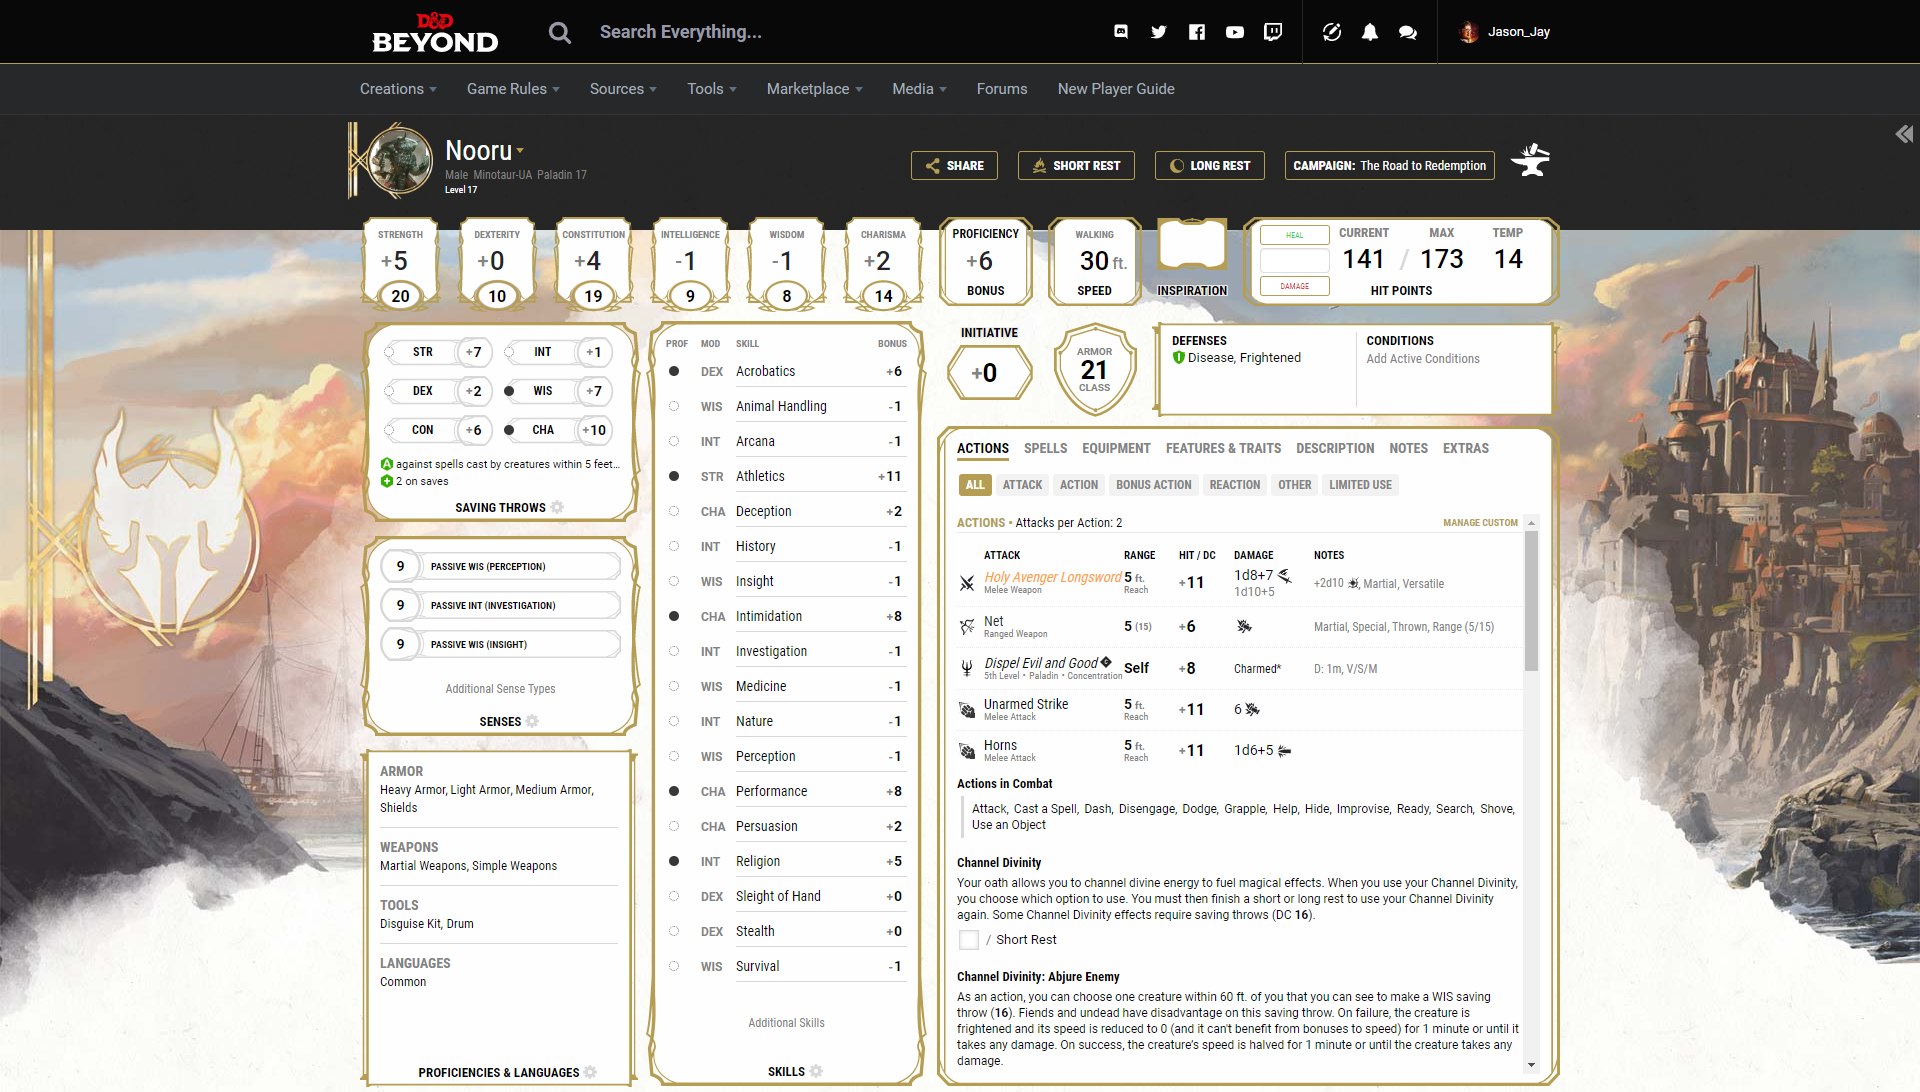 D&D
BEYOND
Search Everything...
Jason_Jay
Creations
Game Rules
Sources
Tools
Marketplace
Media
Forums
New Player Guide
Nooru
Male Minotaur-UA Paladin 17
Level 17
SHARE
SHORT REST
LONG REST
CAMPAIGN: The Road to Redemption
STRENGTH
+5
20
DEXTERITY
+0
10
CONSTITUTION
+4
19
INTELLIGENCE
-1
9
WISDOM
-1
8
CHARISMA
+2
14
PROFICIENCY
+6
BONUS
WALKING
30 ft.
SPEED
INSPIRATION
HEAL
DAMAGE
CURRENT
141
/
MAX
173
TEMP
14
HIT POINTS
STR +7
INT +1
DEX +2
WIS +7
CON +6
CHA +10
A against spells cast by creatures within 5 feet...
+ 2 on saves
SAVING THROWS
9 PASSIVE WIS (PERCEPTION)
9 PASSIVE INT (INVESTIGATION)
9 PASSIVE WIS (INSIGHT)
Additional Sense Types
SENSES
ARMOR
Heavy Armor, Light Armor, Medium Armor,
Shields
WEAPONS
Martial Weapons, Simple Weapons
TOOLS
Disguise Kit, Drum
LANGUAGES
Common
PROFICIENCIES & LANGUAGES
PROF MOD SKILL BONUS
DEX Acrobatics +6
WIS Animal Handling -1
INT Arcana -1
STR Athletics +11
CHA Deception +2
INT History -1
WIS Insight -1
CHA Intimidation +8
INT Investigation -1
WIS Medicine -1
INT Nature -1
WIS Perception -1
CHA Performance +8
CHA Persuasion +2
INT Religion +5
DEX Sleight of Hand +0
DEX Stealth +0
WIS Survival -1
Additional Skills
SKILLS
INITIATIVE
+0
ARMOR
21
CLASS
DEFENSES
Disease, Frightened
CONDITIONS
Add Active Conditions
ACTIONS SPELLS EQUIPMENT FEATURES & TRAITS DESCRIPTION NOTES EXTRAS
ALL ATTACK ACTION BONUS ACTION REACTION OTHER LIMITED USE
ACTIONS • Attacks per Action: 2
MANAGE CUSTOM
ATTACK RANGE HIT / DC DAMAGE NOTES
Holy Avenger Longsword 5 ft. +11 1d8+7 +2d10 , Martial, Versatile
Melee Weapon Reach 1d10+5
Net 5 (15) +6 Martial, Special, Thrown, Range (5/15)
Ranged Weapon
Dispel Evil and Good C Self +8 Charmed* D: 1m, V/S/M
5th Level • Paladin • Concentration
Unarmed Strike 5 ft. +11 6
Melee Attack Reach
Horns 5 ft. +11 1d6+5
Melee Attack Reach
Actions in Combat
Attack, Cast a Spell, Dash, Disengage, Dodge, Grapple, Help, Hide, Improvise, Ready, Search, Shove,
Use an Object
Channel Divinity
Your oath allows you to channel divine energy to fuel magical effects. When you use your Channel Divinity,
you choose which option to use. You must then finish a short or long rest to use your Channel Divinity
again. Some Channel Divinity effects require saving throws (DC 16).
/ Short Rest
Channel Divinity: Abjure Enemy
As an action, you can choose one creature within 60 ft. of you that you can see to make a WIS saving
throw (16). Fiends and undead have disadvantage on this saving throw. On failure, the creature is
frightened and its speed is reduced to 0 (and it can't benefit from bonuses to speed) for 1 minute or until it
takes any damage. On success, the creature's speed is halved for 1 minute or until the creature takes any
damage.